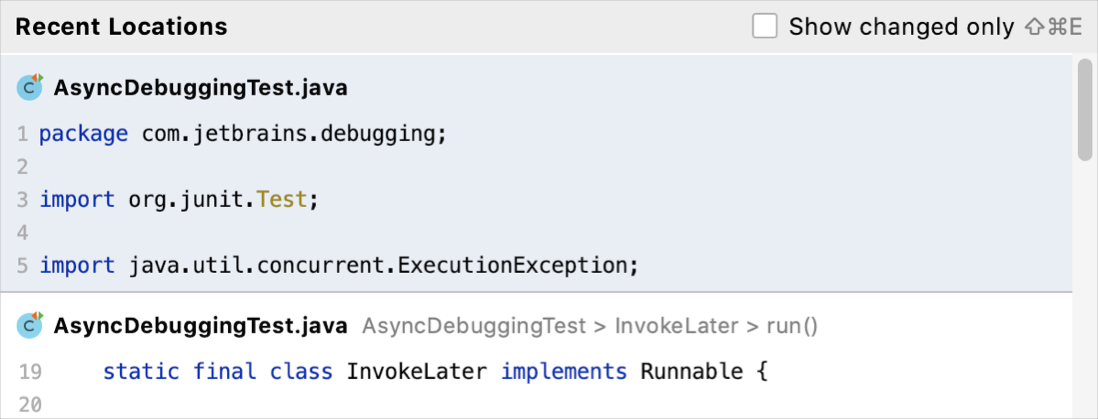 Recent Locations Show changed only ⇧⌘E
AsyncDebuggingTest.java
1 package com.jetbrains.debugging;
2
3 import org.junit.Test;
4
5 import java.util.concurrent.ExecutionException;
AsyncDebuggingTest.java AsyncDebuggingTest > InvokeLater > run()
19 static final class InvokeLater implements Runnable {
20